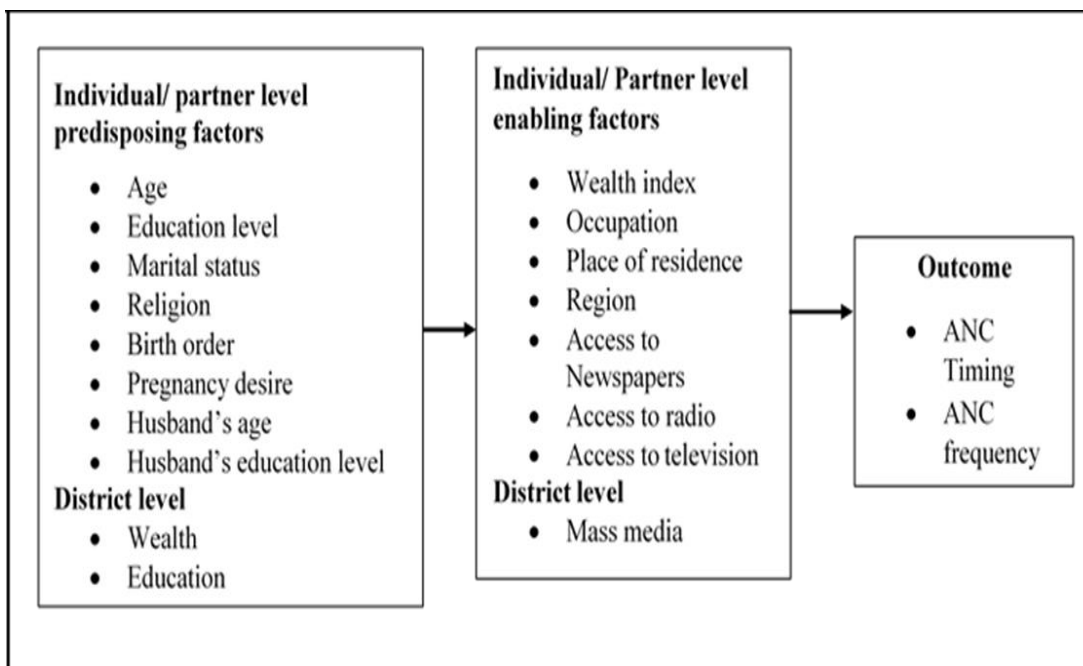 Individual/ partner level
predisposing factors
• Age
• Education level
• Marital status
• Religion
• Birth order
• Pregnancy desire
• Husband's age
• Husband's education level
District level
• Wealth
• Education
Individual/ Partner level
enabling factors
• Wealth index
• Occupation
• Place of residence
• Region
• Access to
Newspapers
• Access to radio
• Access to television
District level
• Mass media
Outcome
• ANC
Timing
• ANC
frequency